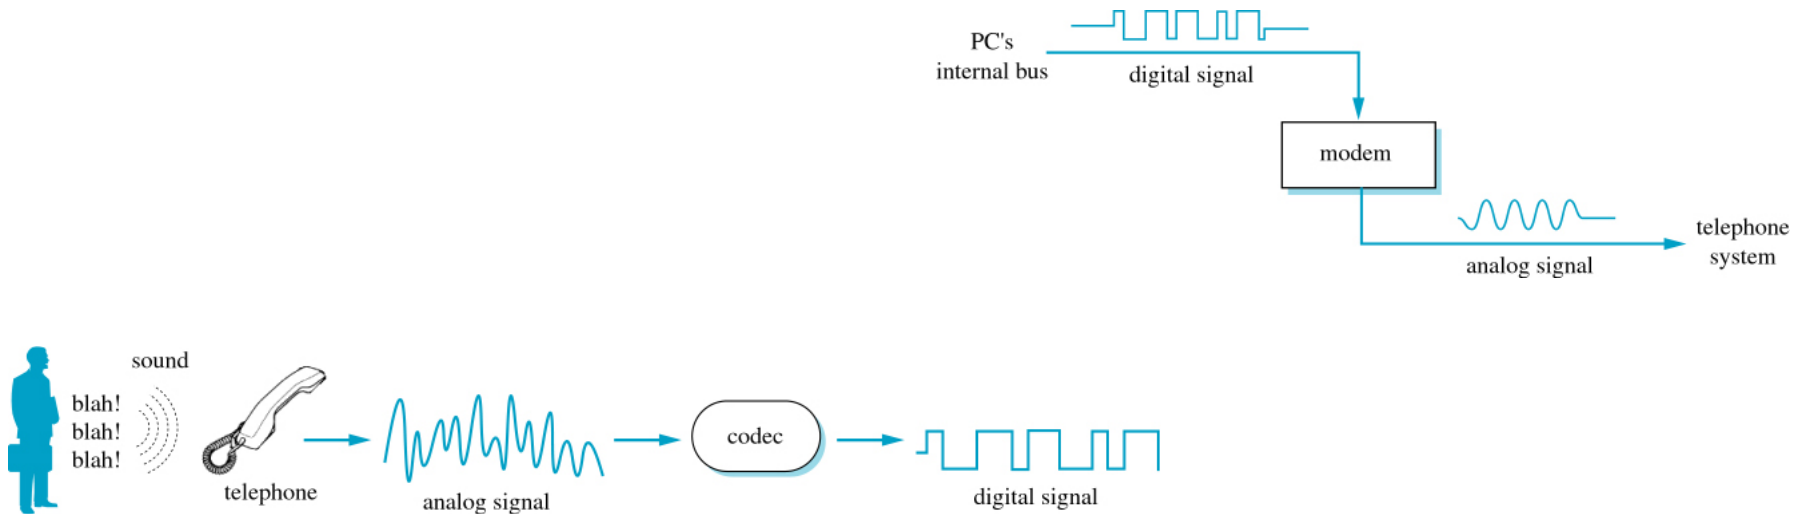 PC's
internal bus
digital signal
modem
analog signal
telephone
system
sound
blah!
blah!
blah!
telephone
analog signal
codec
digital signal